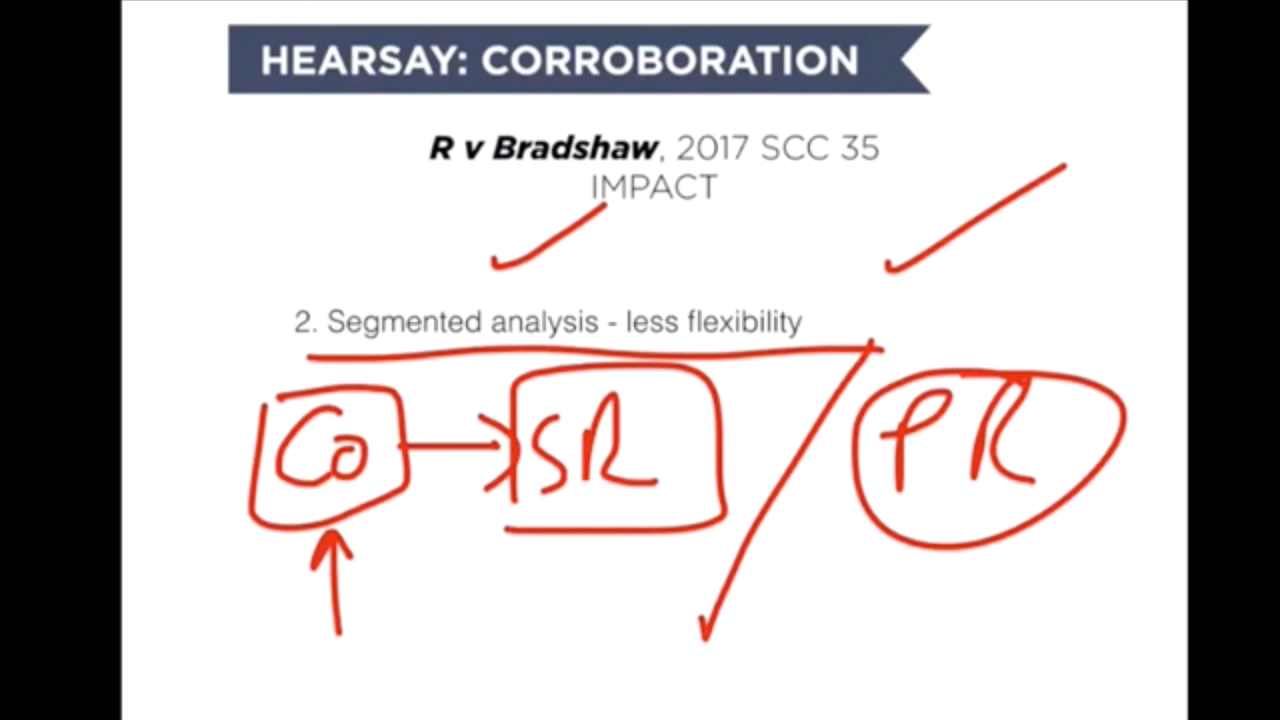 HEARSAY: CORROBORATION
R v Bradshaw, 2017 SCC 35
IMPACT
2. Segmented analysis - less flexibility
Co SR PR